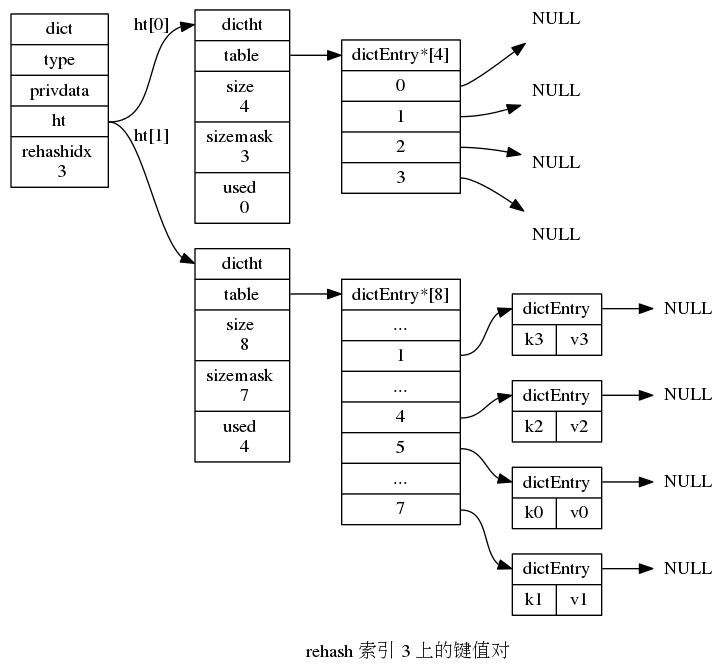 dict
type
privdata
ht
rehashidx
3
ht[0]
ht[1]
dictht
table
size
4
sizemask
3
used
0
dictEntry*[4]
0
1
2
3
NULL
NULL
NULL
NULL
dictht
table
size
8
sizemask
7
used
4
dictEntry*[8]
...
1
...
4
5
...
7
dictEntry
k3 v3
NULL
dictEntry
k2 v2
NULL
dictEntry
k0 v0
NULL
dictEntry
k1 v1
NULL
rehash 索引 3 上的键值对